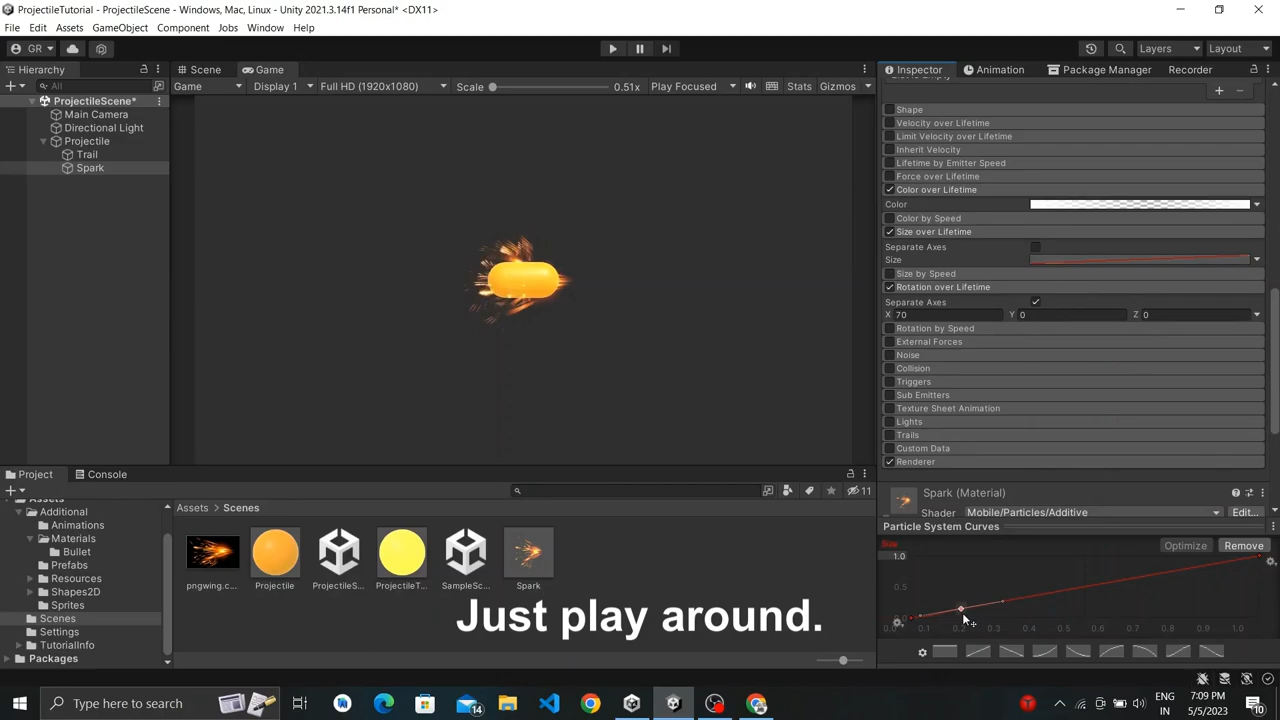 ProjectileTutorial - ProjectileScene - Windows, Mac, Linux - Unity 2021.3.14f1 Personal* <DX11>
File Edit Assets GameObject Component Jobs Window Help
GR Layers Layout
Hierarchy Scene Game Inspector Animation Package Manager Recorder
All Game Display 1 Full HD (1920x1080) Scale 0.51x Play Focused Stats Gizmos
ProjectileScene*
Main Camera
Directional Light
Projectile
Trail
Spark
Shape
Velocity over Lifetime
Limit Velocity over Lifetime
Inherit Velocity
Lifetime by Emitter Speed
Force over Lifetime
Color over Lifetime
Color
Color by Speed
Size over Lifetime
Separate Axes
Size
Size by Speed
Rotation over Lifetime
Separate Axes
X 70 Y 0 Z 0
Rotation by Speed
External Forces
Noise
Collision
Triggers
Sub Emitters
Texture Sheet Animation
Lights
Trails
Custom Data
Renderer
Spark (Material)
Shader Mobile/Particles/Additive Edit...
Particle System Curves
Size Optimize Remove
1.0
0.5
0.0
0.0 0.1 0.2 0.3 0.4 0.5 0.6 0.7 0.8 0.9 1.0
Project Console
11
Assets
Additional
Animations
Materials
Bullet
Prefabs
Resources
Shapes2D
Sprites
Scenes
Settings
TutorialInfo
Packages
Assets > Scenes
pngwing.c... Projectile ProjectileS... ProjectileT... SampleSc... Spark
Just play around.
Type here to search
14
ENG
IN
7:09 PM
5/5/2023
10